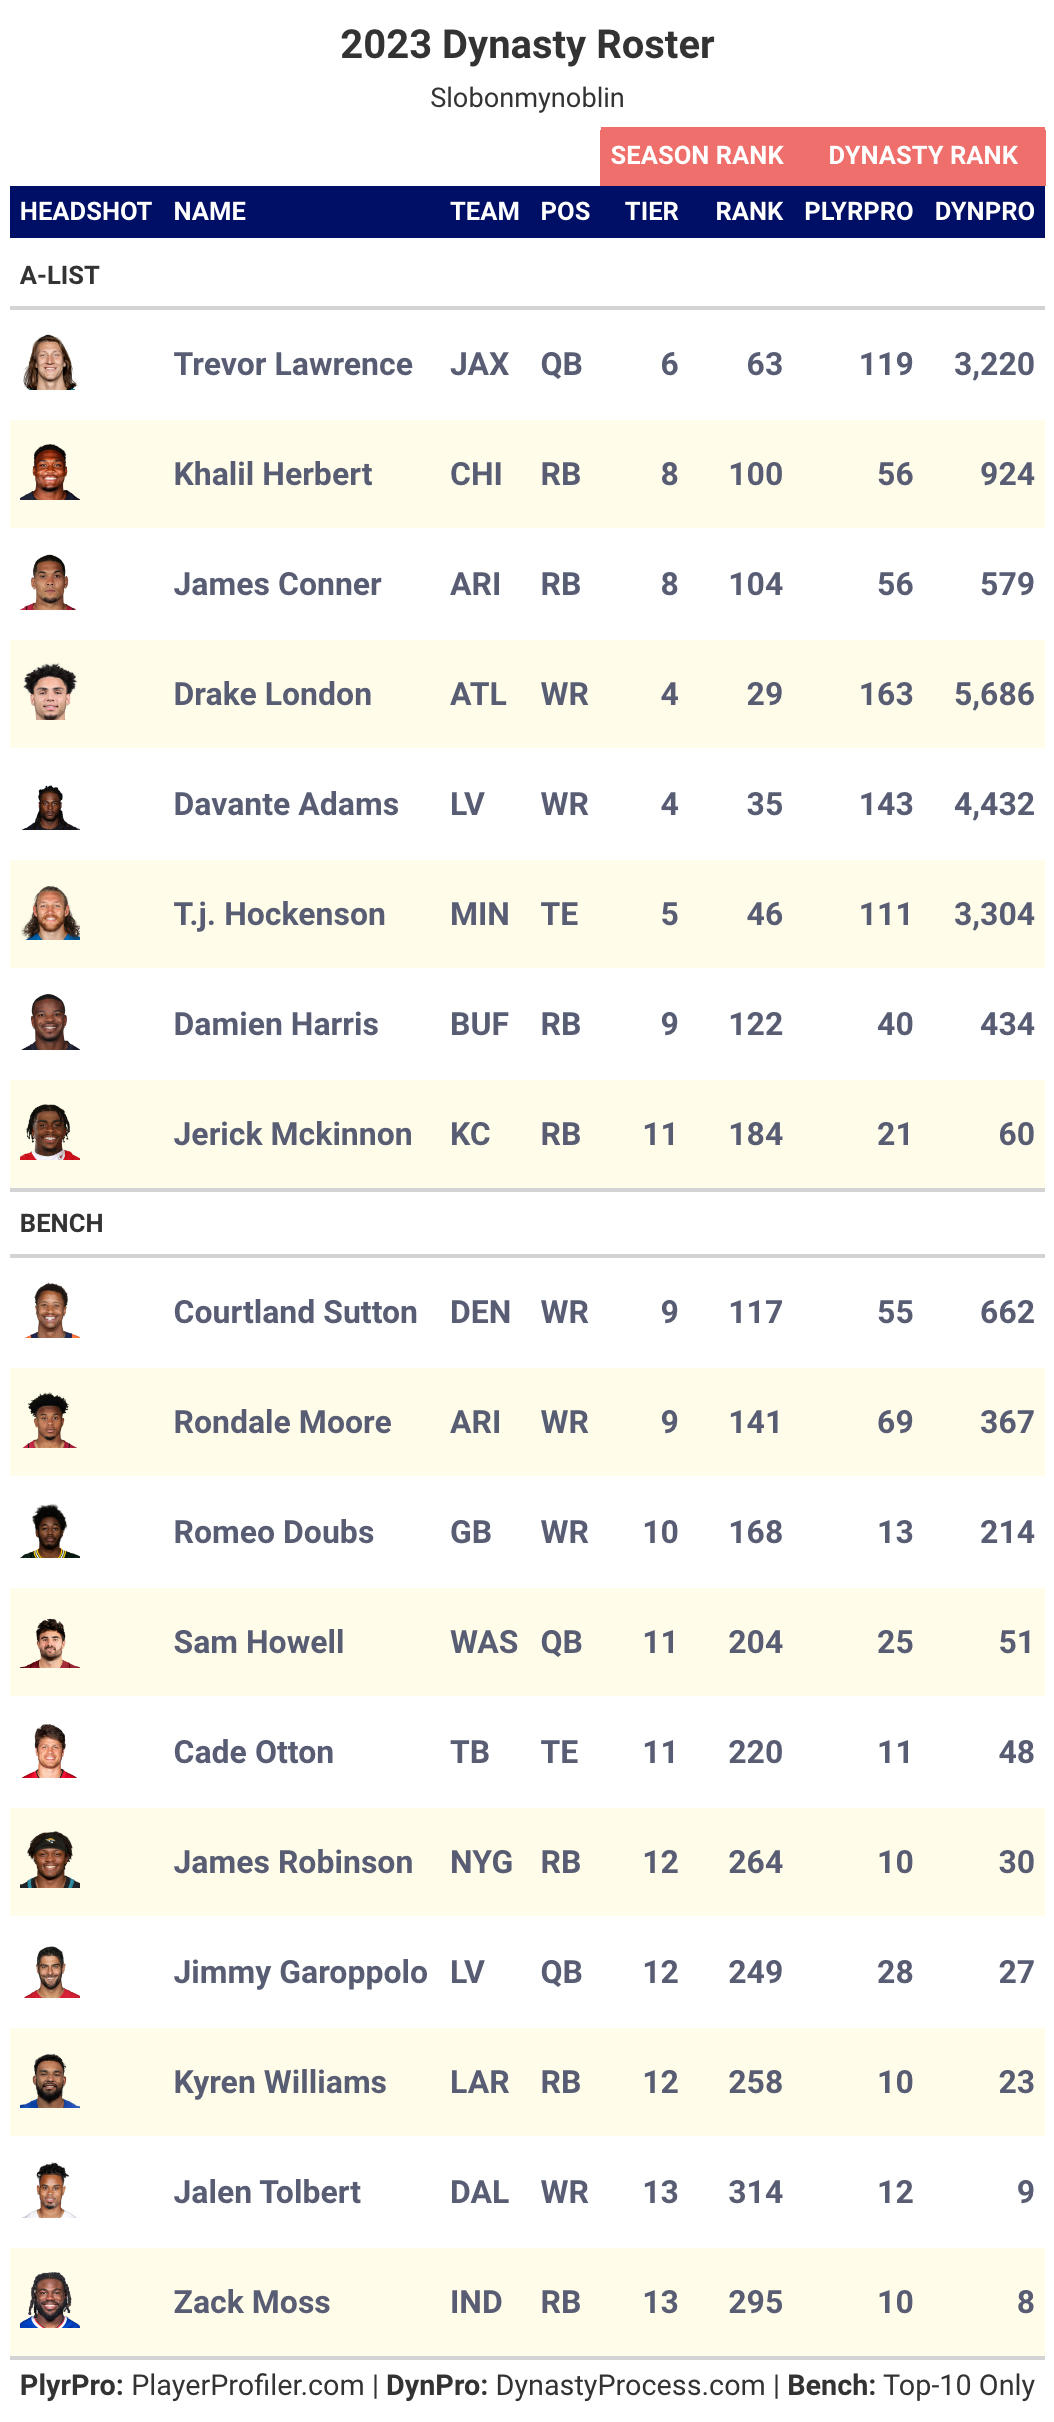 2023 Dynasty Roster
Slobonmynoblin
SEASON RANK DYNASTY RANK
HEADSHOT NAME TEAM POS TIER RANK PLYRPRO DYNPRO
A-LIST
Trevor Lawrence JAX QB 6 63 119 3,220
Khalil Herbert CHI RB 8 100 56 924
James Conner ARI RB 8 104 56 579
Drake London ATL WR 4 29 163 5,686
Davante Adams LV WR 4 35 143 4,432
T.j. Hockenson MIN TE 5 46 111 3,304
Damien Harris BUF RB 9 122 40 434
Jerick Mckinnon KC RB 11 184 21 60
BENCH
Courtland Sutton DEN WR 9 117 55 662
Rondale Moore ARI WR 9 141 69 367
Romeo Doubs GB WR 10 168 13 214
Sam Howell WAS QB 11 204 25 51
Cade Otton TB TE 11 220 11 48
James Robinson NYG RB 12 264 10 30
Jimmy Garoppolo LV QB 12 249 28 27
Kyren Williams LAR RB 12 258 10 23
Jalen Tolbert DAL WR 13 314 12 9
Zack Moss IND RB 13 295 10 8
PlyrPro: PlayerProfiler.com | DynPro: DynastyProcess.com | Bench: Top-10 Only